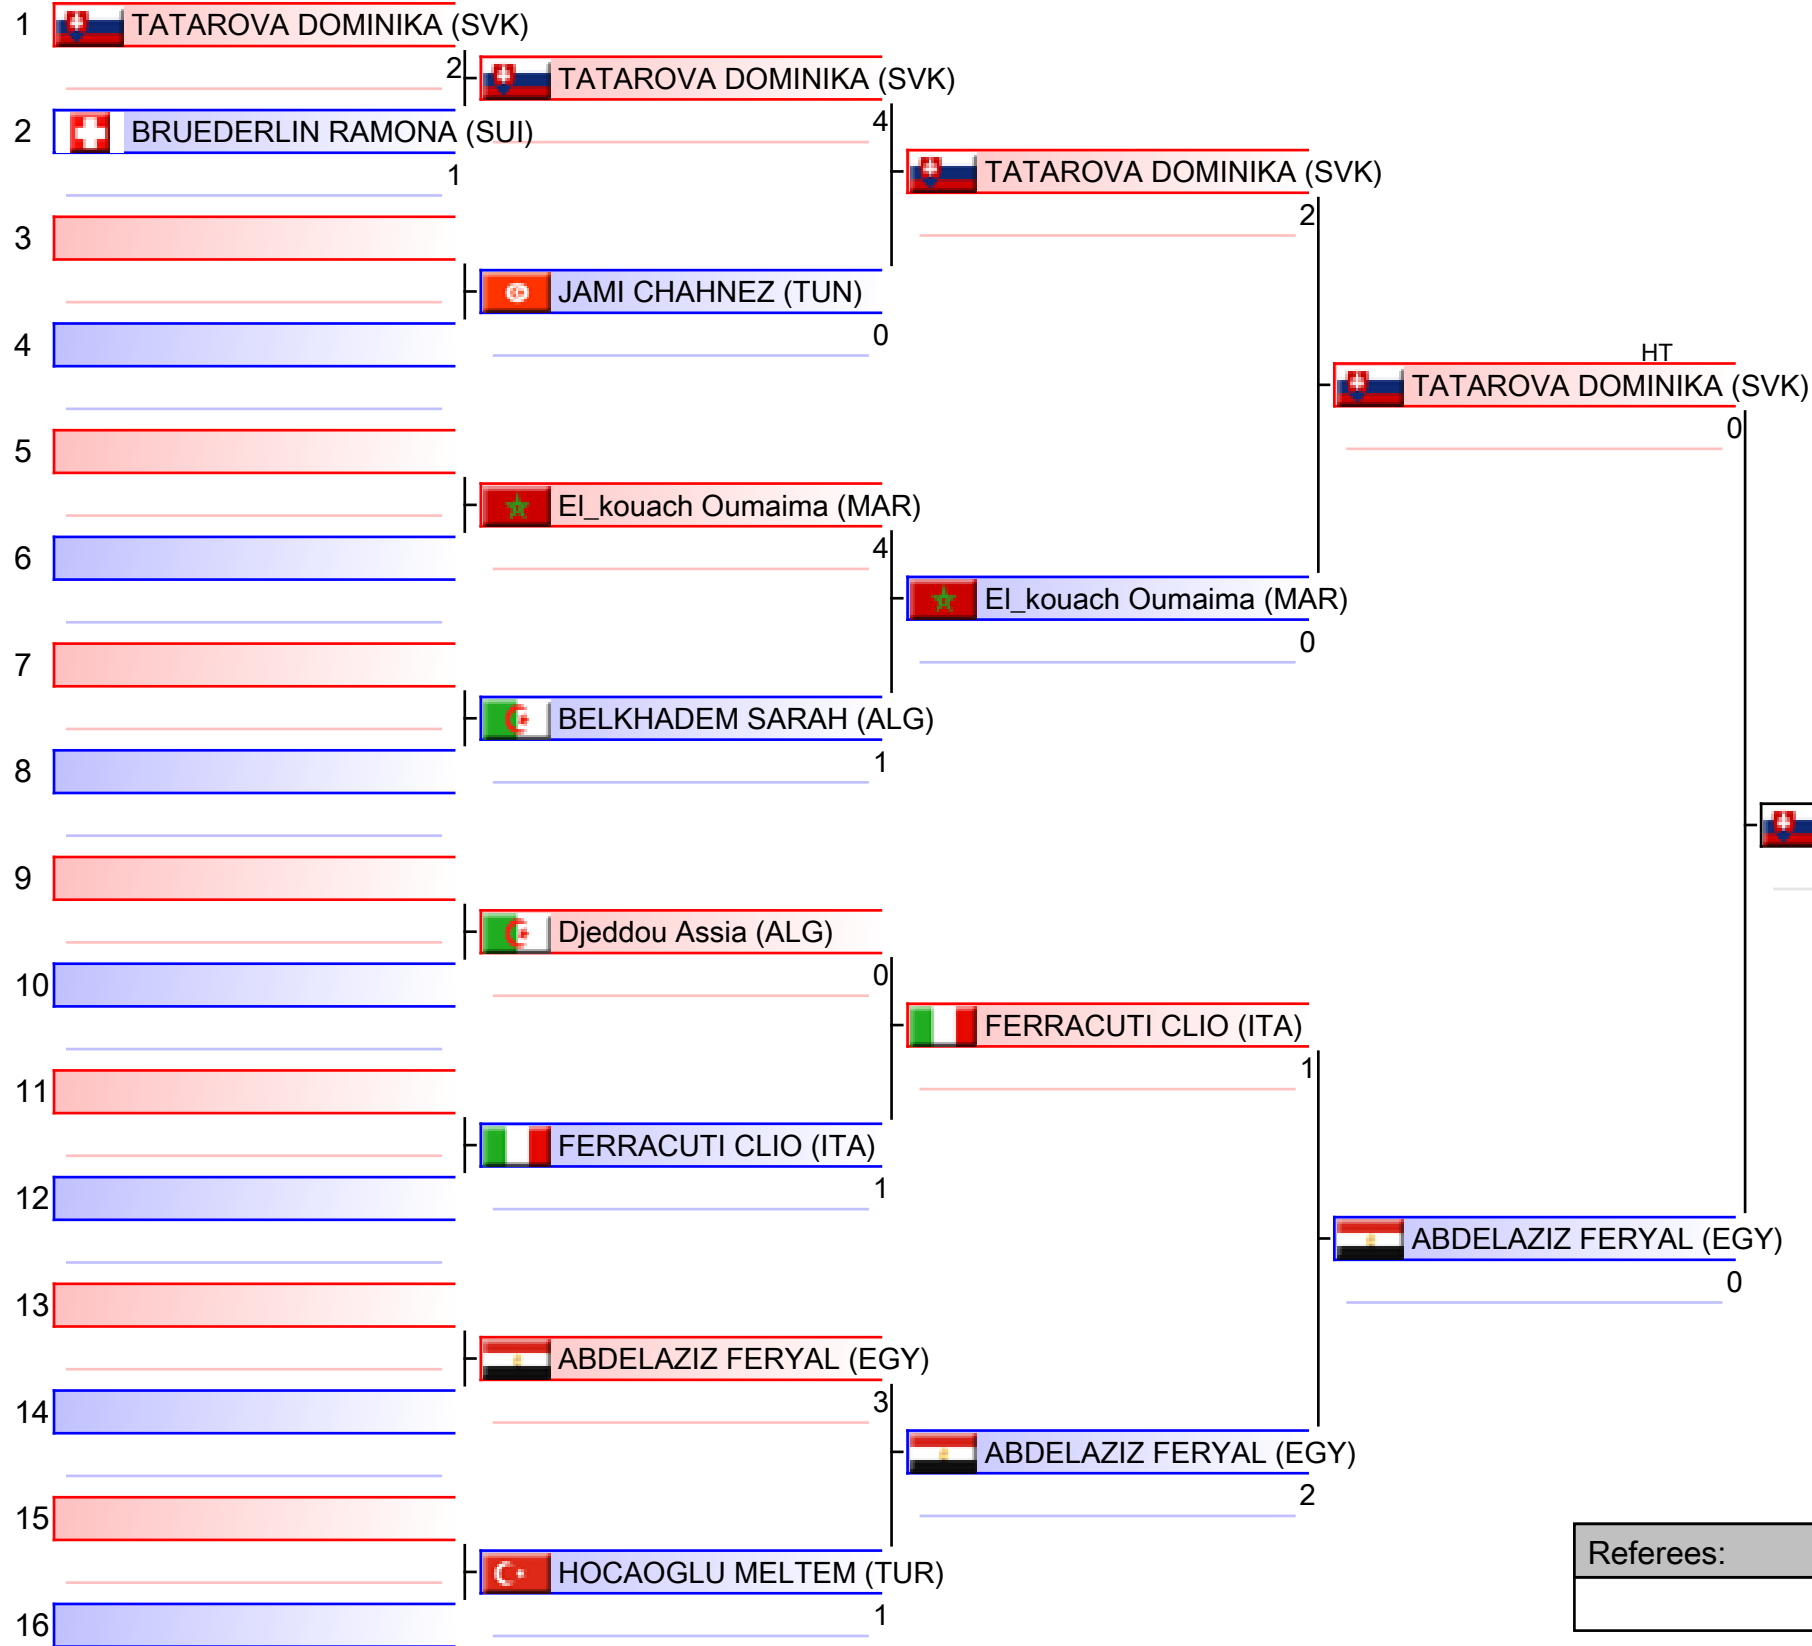 1 TATAROVA DOMINIKA (SVK)
2 TATAROVA DOMINIKA (SVK)
2 BRUEDERLIN RAMONA (SUI)
4
1
TATAROVA DOMINIKA (SVK)
2
3
JAMI CHAHNEZ (TUN)
0
4
HT
TATAROVA DOMINIKA (SVK)
0
5
El_kouach Oumaima (MAR)
4
6
El_kouach Oumaima (MAR)
0
7
BELKHADEM SARAH (ALG)
1
8
9
Djeddou Assia (ALG)
0
10
FERRACUTI CLIO (ITA)
1
11
FERRACUTI CLIO (ITA)
1
12
ABDELAZIZ FERYAL (EGY)
0
13
ABDELAZIZ FERYAL (EGY)
3
14
ABDELAZIZ FERYAL (EGY)
2
15
Referees:
HOCAOGLU MELTEM (TUR)
1
16